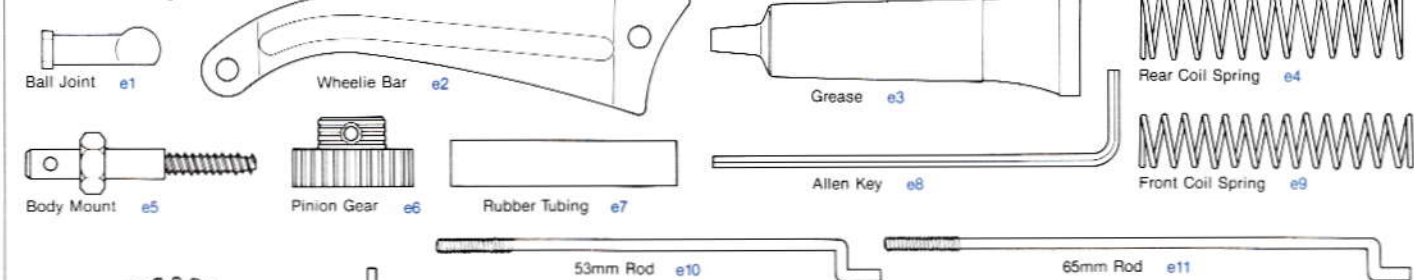 Ball Joint e1
Wheelie Bar e2
Grease e3
Rear Coil Spring e4
Body Mount e5
Pinion Gear e6
Rubber Tubing e7
Allen Key e8
Front Coil Spring e9
53mm Rod e10
65mm Rod e11